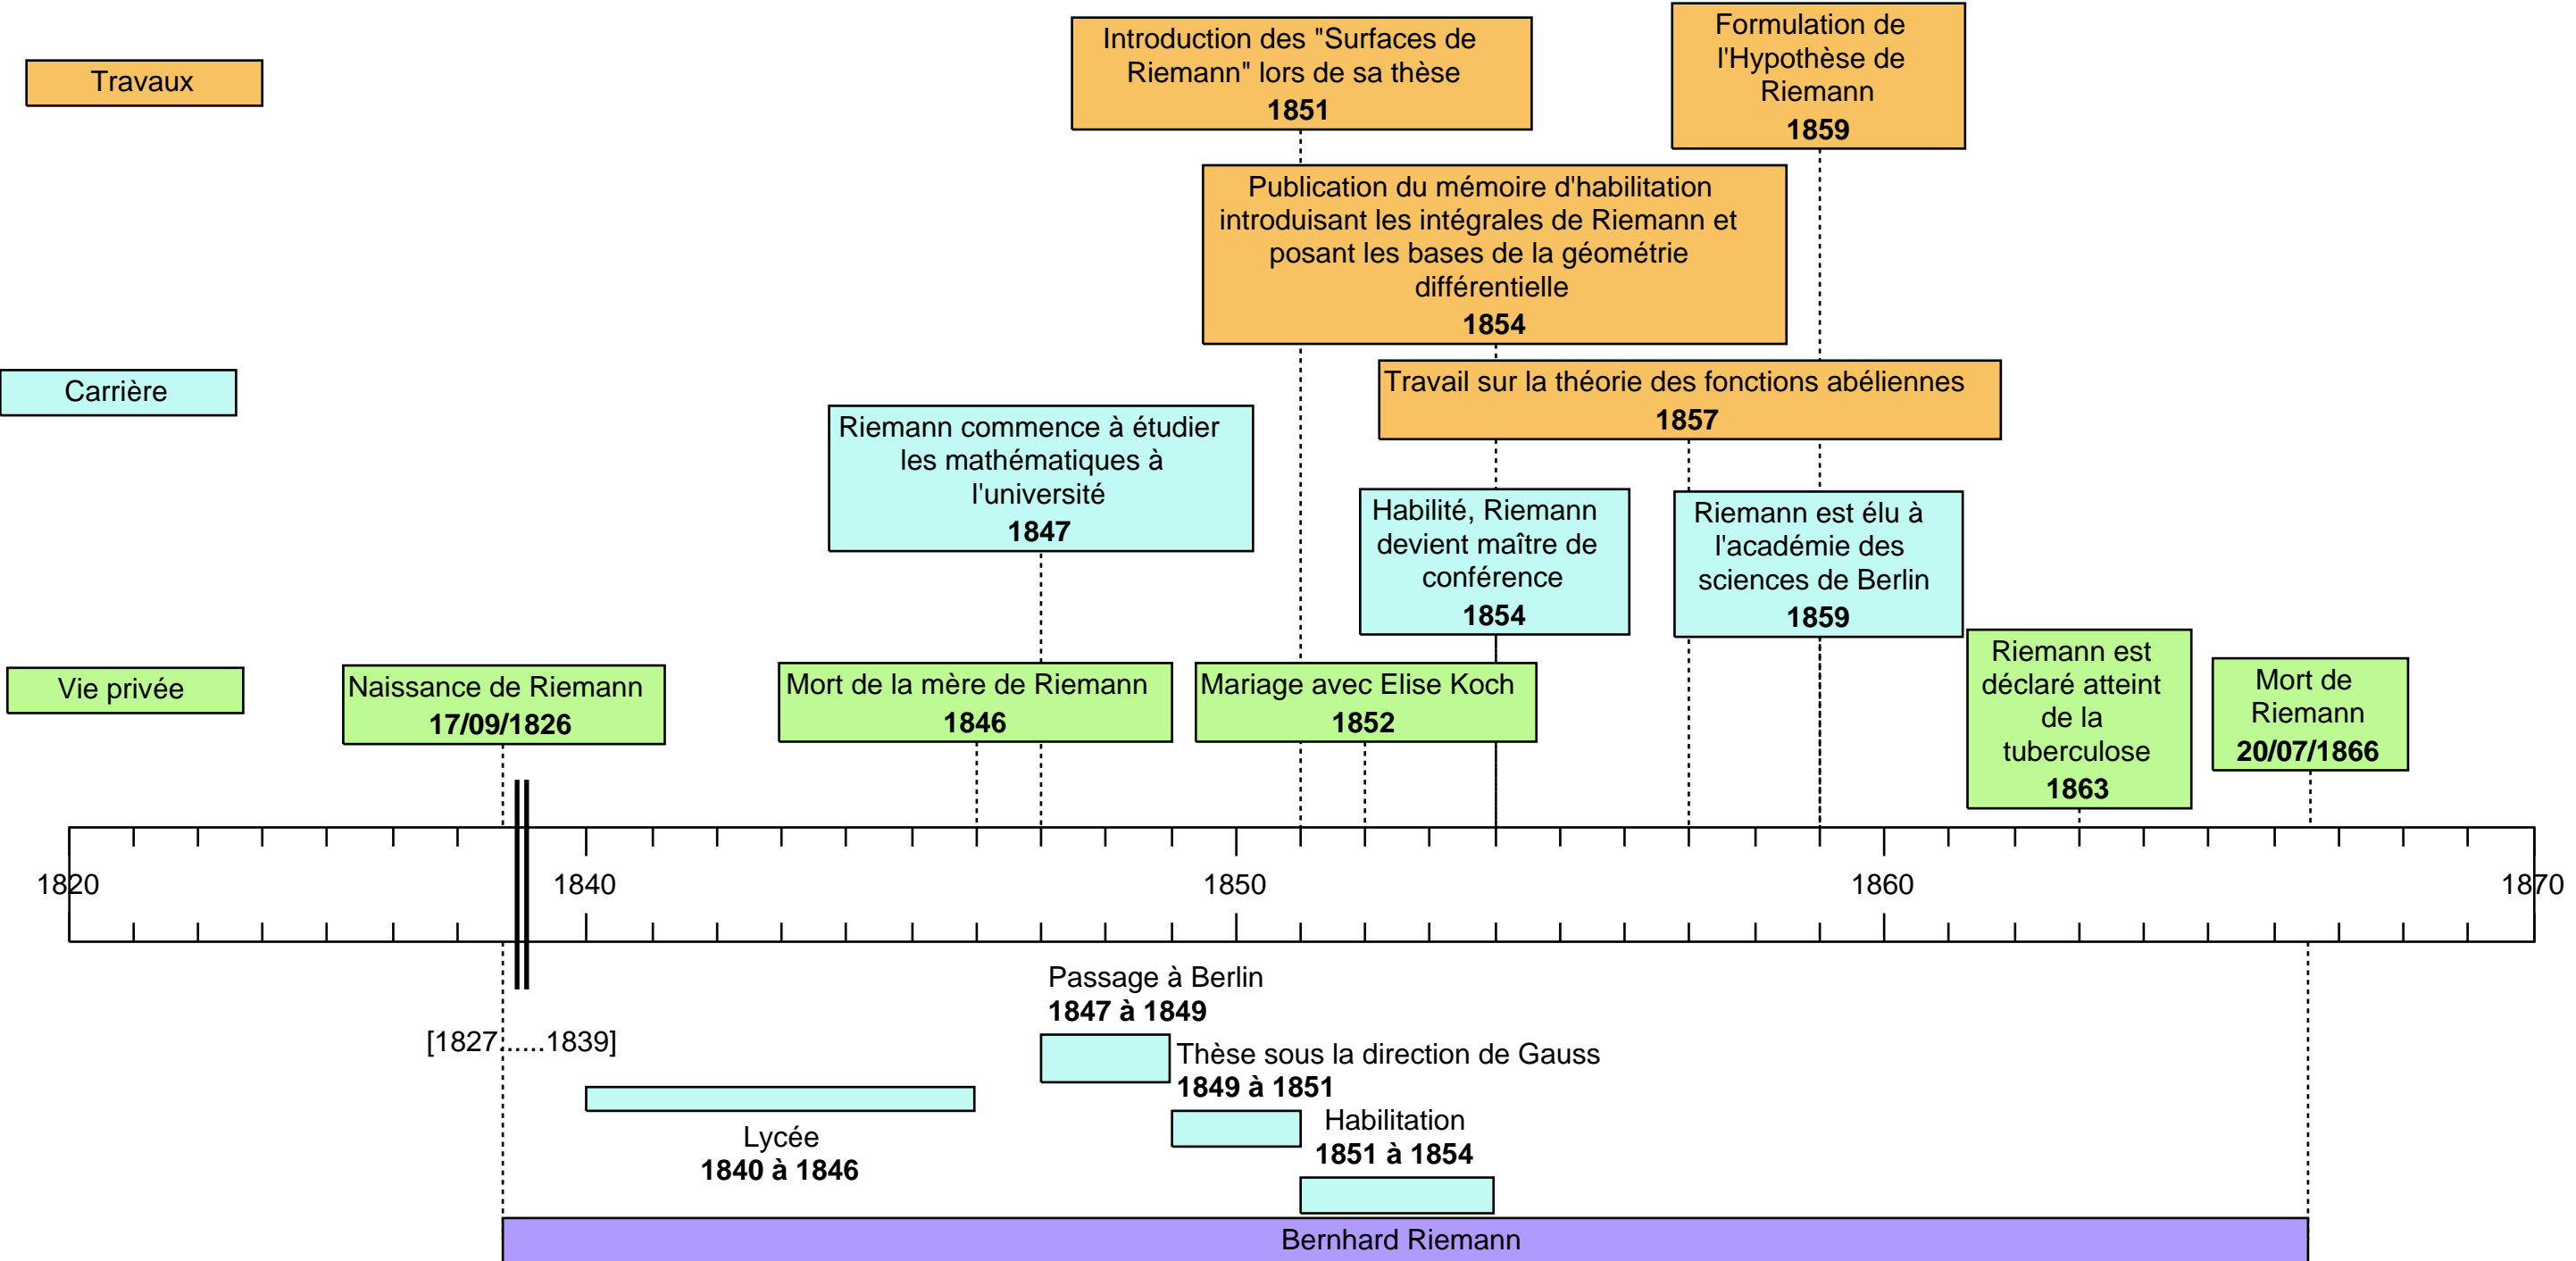 Travaux
Introduction des "Surfaces de
Riemann" lors de sa thèse
1851
Formulation de
l'Hypothèse de
Riemann
1859
Publication du mémoire d'habilitation
introduisant les intégrales de Riemann et
posant les bases de la géométrie
différentielle
1854
Travail sur la théorie des fonctions abéliennes
1857
Carrière
Riemann commence à étudier
les mathématiques à
l'université
1847
Habilité, Riemann
devient maître de
conférence
1854
Riemann est élu à
l'académie des
sciences de Berlin
1859
Vie privée
Naissance de Riemann
17/09/1826
Mort de la mère de Riemann
1846
Mariage avec Elise Koch
1852
Riemann est
déclaré atteint
de la
tuberculose
1863
Mort de
Riemann
20/07/1866
1820
1840
1850
1860
1870
[1827......1839]
Passage à Berlin
1847 à 1849
Thèse sous la direction de Gauss
1849 à 1851
Lycée
1840 à 1846
Habilitation
1851 à 1854
Bernhard Riemann